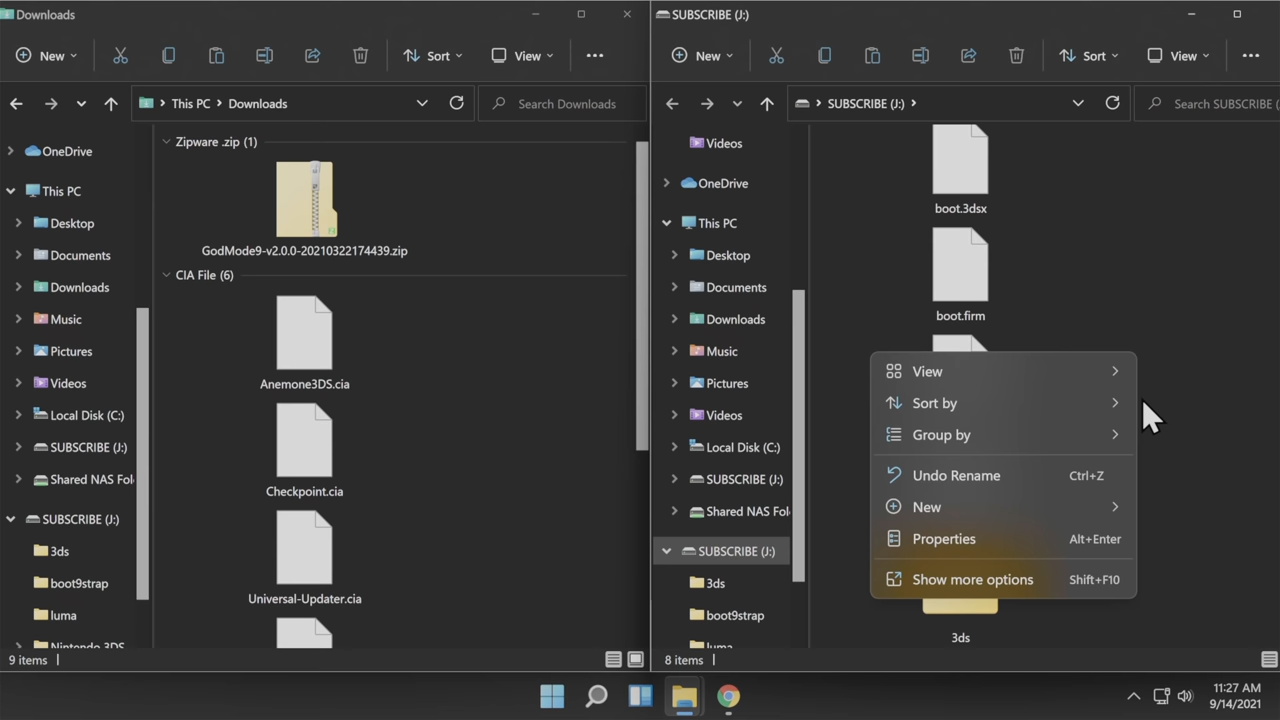 Downloads
New
Sort
View
This PC
Downloads
Search Downloads
OneDrive
This PC
Desktop
Documents
Downloads
Music
Pictures
Videos
Local Disk (C:)
SUBSCRIBE (J:)
Shared NAS Fol
SUBSCRIBE (J:)
3ds
boot9strap
luma
Nintendo 3DS
Zipware .zip (1)
GodMode9-v2.0.0-20210322174439.zip
CIA File (6)
Anemone3DS.cia
Checkpoint.cia
Universal-Updater.cia
9 items
SUBSCRIBE (J:)
New
Sort
View
SUBSCRIBE (J:)
Search SUBSCRIBE (
Videos
OneDrive
This PC
Desktop
Documents
Downloads
Music
Pictures
Videos
Local Disk (C:)
SUBSCRIBE (J:)
Shared NAS Fol
SUBSCRIBE (J:)
3ds
boot9strap
luma
boot.3dsx
boot.firm
View
Sort by
Group by
Undo Rename Ctrl+Z
New
Properties Alt+Enter
Show more options Shift+F10
3ds
8 items
11:27 AM
9/14/2021